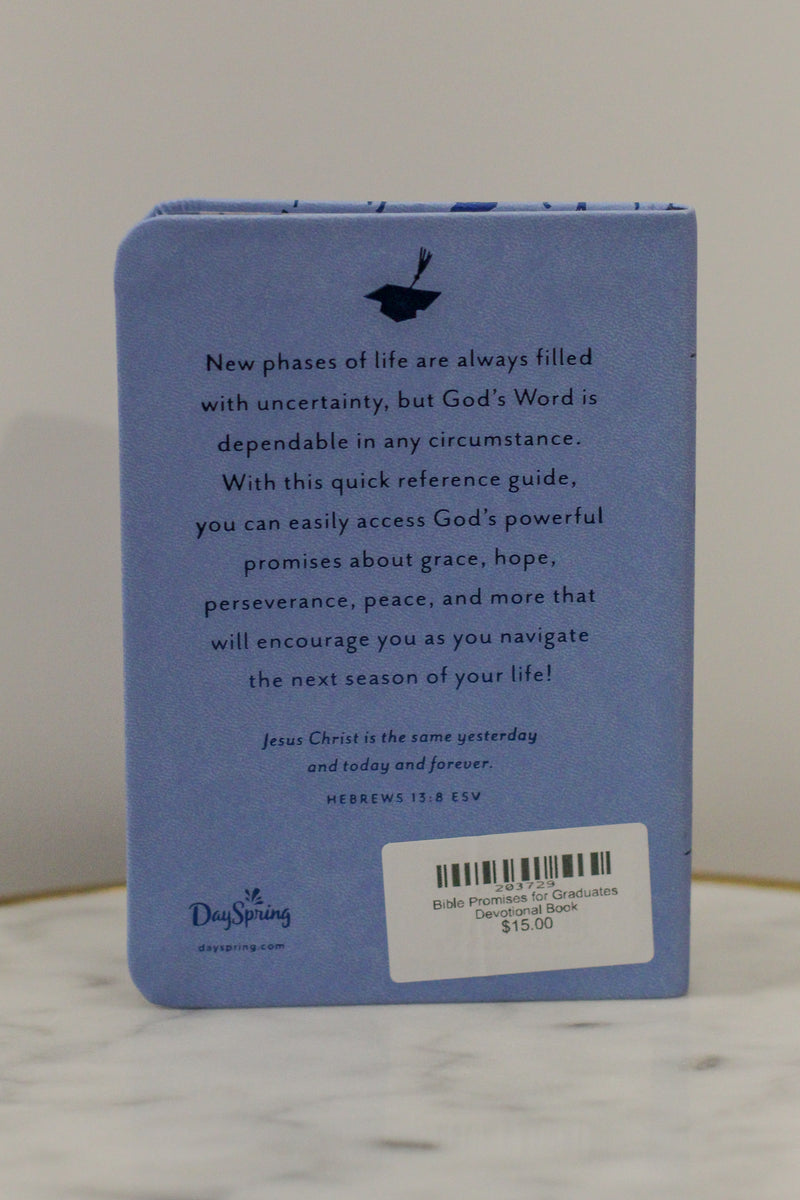 New phases of life are always filled
with uncertainty, but God's Word is
dependable in any circumstance.
With this quick reference guide,
you can easily access God's powerful
promises about grace, hope,
perseverance, peace, and more that
will encourage you as you navigate
the next season of your life!
Jesus Christ is the same yesterday
and today and forever.
HEBREWS 13:8 ESV
DaySpring
dayspring.com
203729
Bible Promises for Graduates
Devotional Book
$15.00